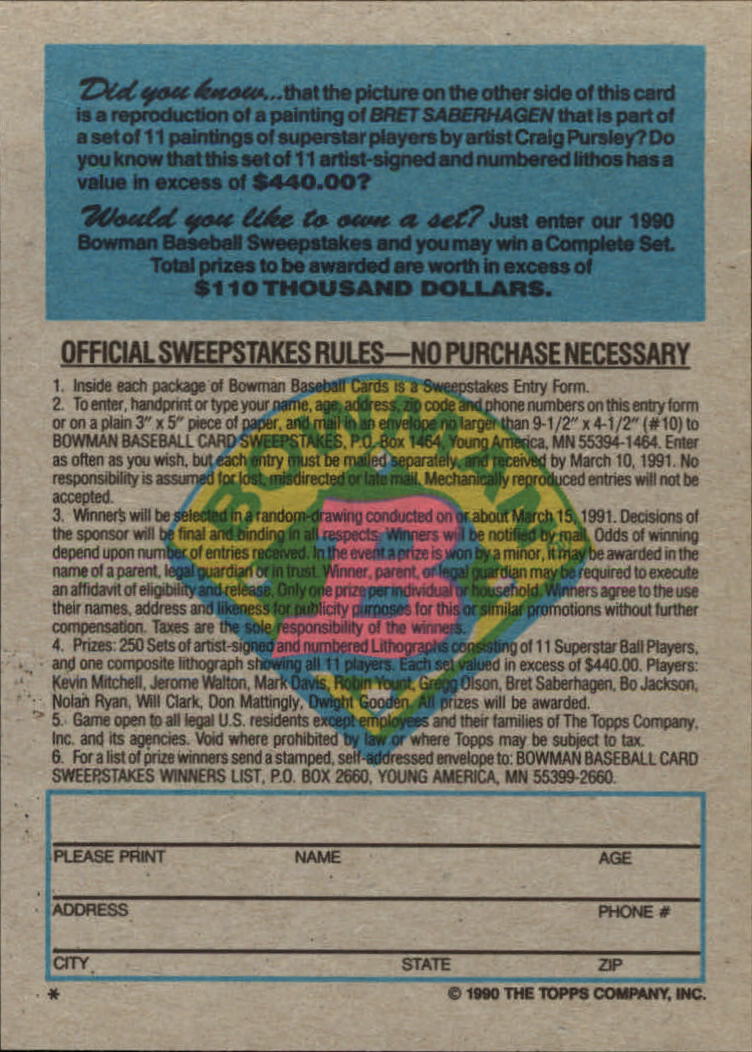 Did you know...that the picture on the other side of this card
is a reproduction of a painting of BRET SABERHAGEN that is part of
a set of 11 paintings of superstar players by artist Craig Pursley? Do
you know that this set of 11 artist-signed and numbered lithos has a
value in excess of $440.00?
Would you like to own a set? Just enter our 1990
Bowman Baseball Sweepstakes and you may win a Complete Set.
Total prizes to be awarded are worth in excess of
$110 THOUSAND DOLLARS.
OFFICIAL SWEEPSTAKES RULES—NO PURCHASE NECESSARY
1. Inside each package of Bowman Baseball Cards is a Sweepstakes Entry Form.
2. To enter, handprint or type your name, age, address, zip code and phone numbers on this entry form
or on a plain 3" x 5" piece of paper, and mail in an envelope no larger than 9-1/2" x 4-1/2" (#10) to
BOWMAN BASEBALL CARD SWEEPSTAKES, P.O. Box 1464, Young America, MN 55394-1464. Enter
as often as you wish, but each entry must be mailed separately and received by March 10, 1991. No
responsibility is assumed for lost, misdirected or late mail. Mechanically reproduced entries will not be
accepted.
3. Winner's will be selected in a random-drawing conducted on or about March 15, 1991. Decisions of
the sponsor will be final and binding in all respects. Winners will be notified by mail. Odds of winning
depend upon number of entries received. In the event a prize is won by a minor, it may be awarded in the
name of a parent, legal guardian or in trust. Winner, parent, or legal guardian may be required to execute
an affidavit of eligibility and release. Only one prize per individual or household. Winners agree to the use
their names, address and likeness for publicity purposes for this or similar promotions without further
compensation. Taxes are the sole responsibility of the winners.
4. Prizes: 250 Sets of artist-signed and numbered Lithographs consisting of 11 Superstar Ball Players,
and one composite lithograph showing all 11 players. Each set valued in excess of $440.00. Players:
Kevin Mitchell, Jerome Walton, Mark Davis, Robin Yount, Gregg Olson, Bret Saberhagen, Bo Jackson,
Nolan Ryan, Will Clark, Don Mattingly, Dwight Gooden. All prizes will be awarded.
5. Game open to all legal U.S. residents except employees and their families of The Topps Company,
Inc. and its agencies. Void where prohibited by law or where Topps may be subject to tax.
6. For a list of prize winners send a stamped, self-addressed envelope to: BOWMAN BASEBALL CARD
SWEEPSTAKES WINNERS LIST, P.O. BOX 2660, YOUNG AMERICA, MN 55399-2660.
BOWMAN
B
PLEASE PRINT NAME AGE
ADDRESS PHONE #
CITY STATE ZIP
* © 1990 THE TOPPS COMPANY, INC.